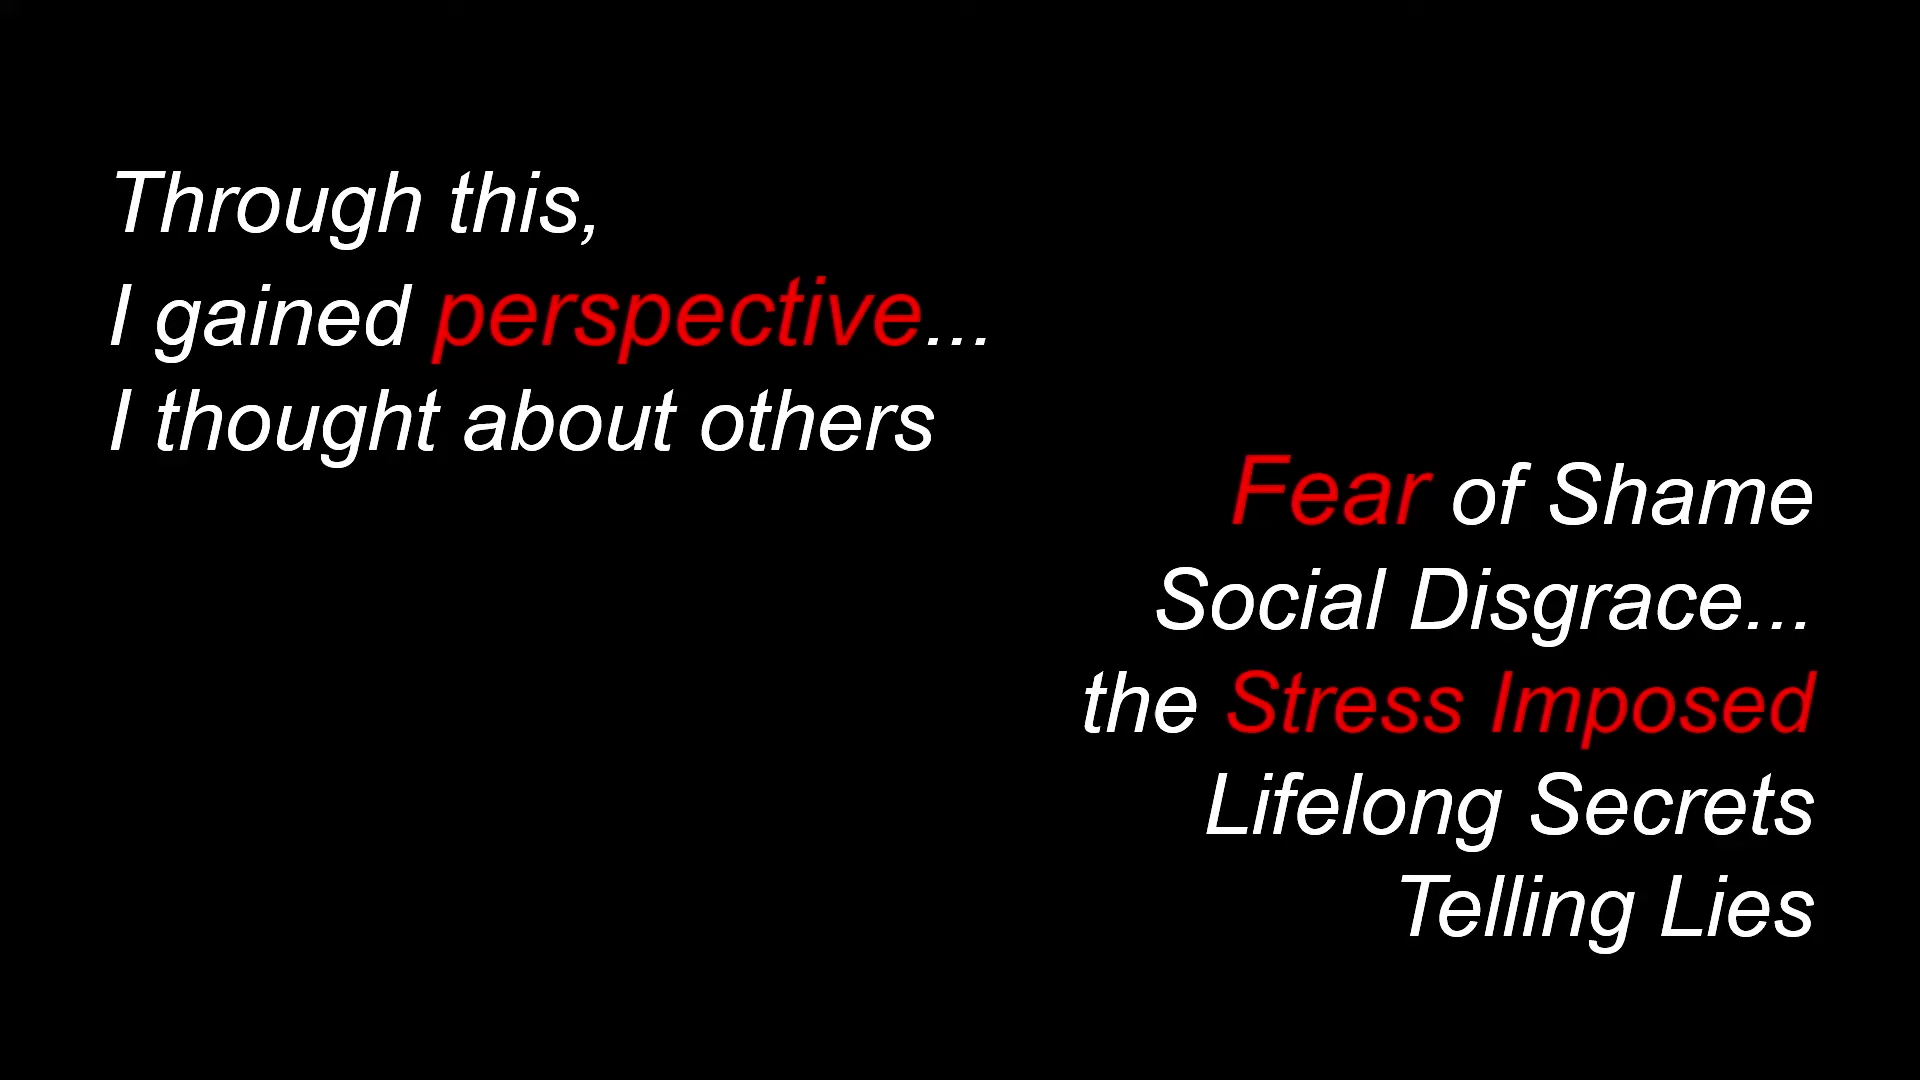 Through this,
I gained perspective...
I thought about others
Fear of Shame
Social Disgrace...
the Stress Imposed
Lifelong Secrets
Telling Lies